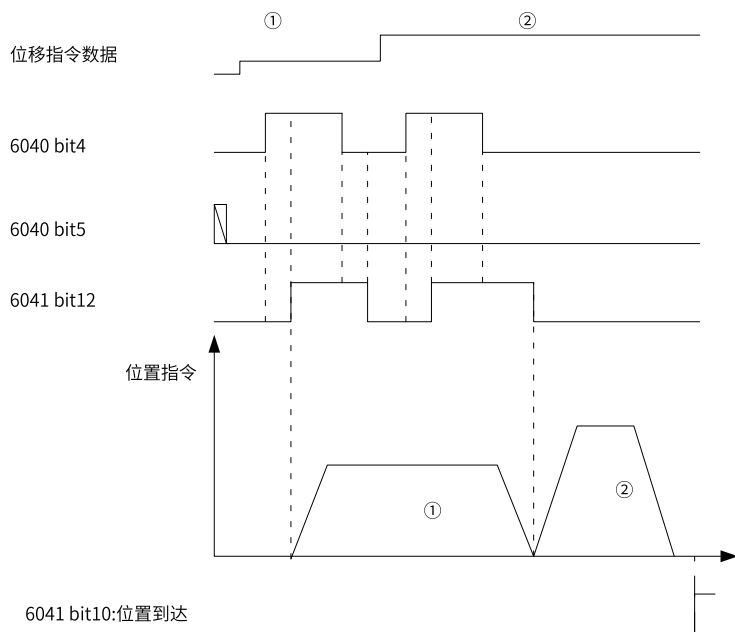 ① ②
位移指令数据
6040 bit4
6040 bit5
6041 bit12
位置指令
②
①
6041 bit10:位置到达